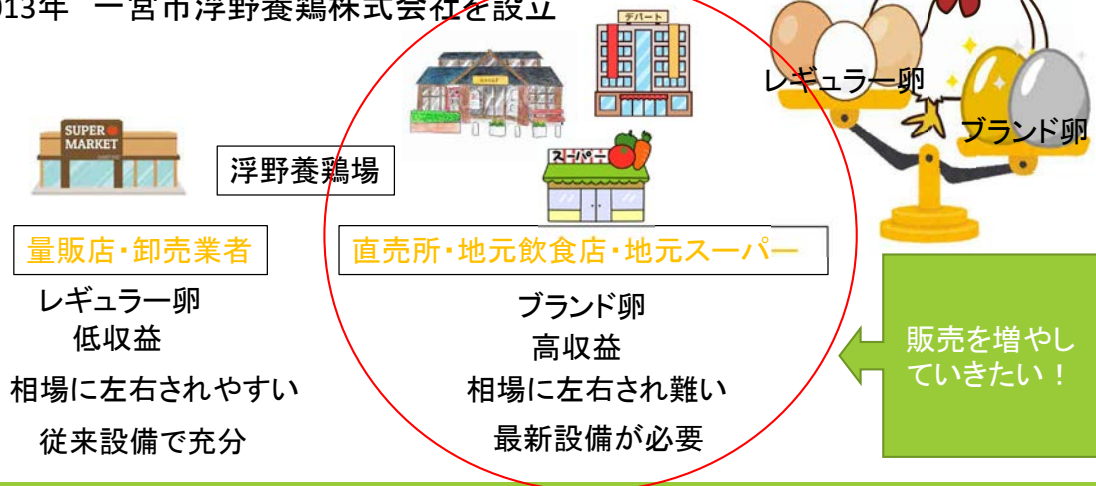 013年 一宮市浮野養鶏株式会社を設立
デパート
レギュラー卵
ブランド卵
SUPER
MARKET
浮野養鶏場
スーパー
量販店・卸売業者
直売所・地元飲食店・地元スーパー
レギュラー卵
低収益
相場に左右されやすい
従来設備で充分
ブランド卵
高収益
相場に左右され難い
最新設備が必要
販売を増やし
ていきたい！